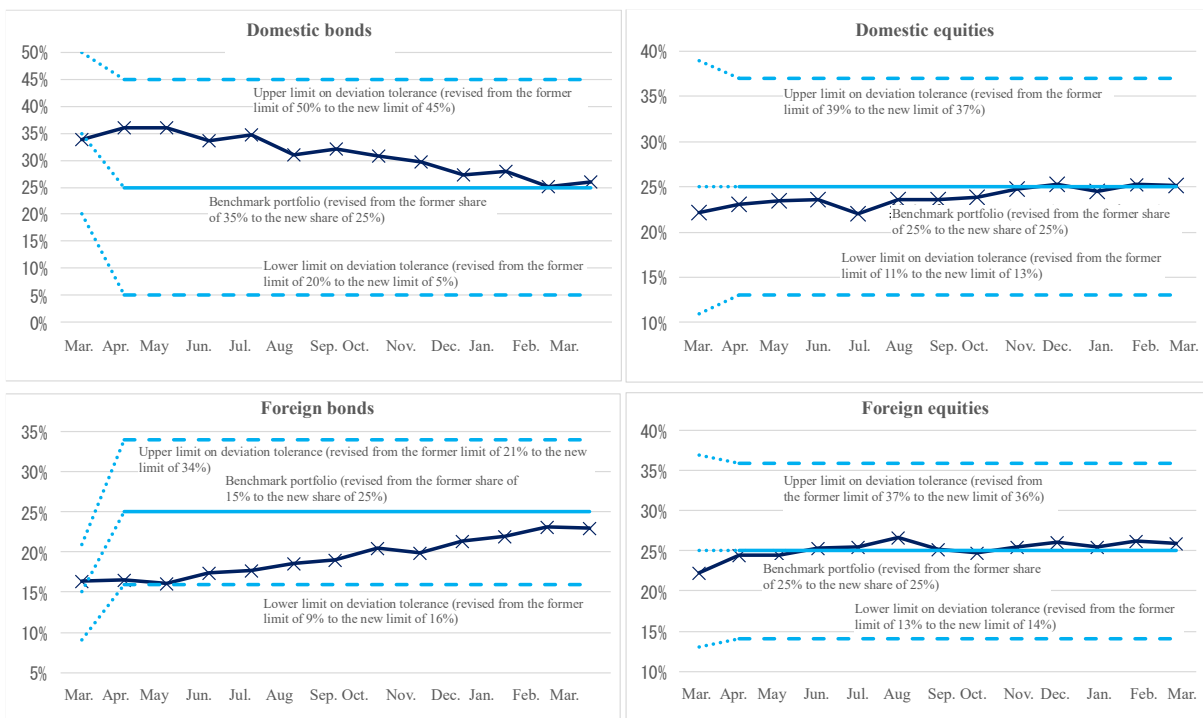 Domestic bonds
50%
45%
40%
35%
30%
25%
20%
15%
10%
5%
0%
Upper limit on deviation tolerance (revised from the former
limit of 50% to the new limit of 45%)
Benchmark portfolio (revised from the former share
of 35% to the new share of 25%)
Lower limit on deviation tolerance (revised from the former
limit of 20% to the new limit of 5%)
Mar. Apr. May Jun. Jul. Aug Sep. Oct. Nov. Dec. Jan. Feb. Mar.
Domestic equities
40%
35%
30%
25%
20%
15%
10%
Upper limit on deviation tolerance (revised from the former
limit of 39% to the new limit of 37%)
Benchmark portfolio (revised from the former share
of 25% to the new share of 25%)
Lower limit on deviation tolerance (revised from the former
limit of 11% to the new limit of 13%)
Mar. Apr. May Jun. Jul. Aug Sep. Oct. Nov. Dec. Jan. Feb. Mar.
Foreign bonds
35%
30%
25%
20%
15%
10%
5%
Upper limit on deviation tolerance (revised from the former limit of 21% to the new
limit of 34%)
Benchmark portfolio (revised from the former share of
15% to the new share of 25%)
Lower limit on deviation tolerance (revised from the former
limit of 9% to the new limit of 16%)
Mar. Apr. May Jun. Jul. Aug Sep. Oct. Nov. Dec. Jan. Feb. Mar.
Foreign equities
40%
35%
30%
25%
20%
15%
10%
Upper limit on deviation tolerance (revised from
the former limit of 37% to the new limit of 36%)
Benchmark portfolio (revised from the former share
of 25% to the new share of 25%)
Lower limit on deviation tolerance (revised from the former
limit of 13% to the new limit of 14%)
Mar. Apr. May Jun. Jul. Aug Sep. Oct. Nov. Dec. Jan. Feb. Mar.